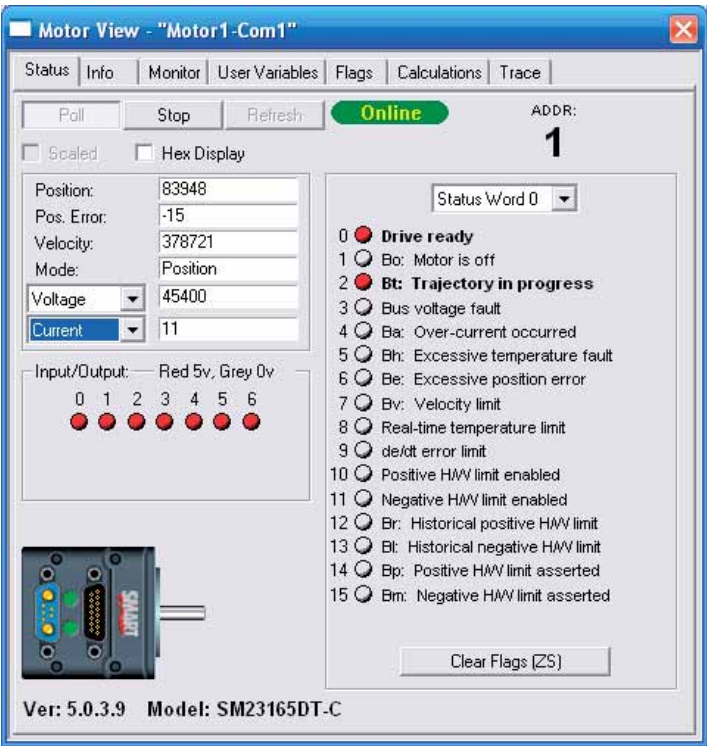 Motor View - "Motor1-Com1"
Status Info Monitor User Variables Flags Calculations Trace
Poll Stop Refresh Online ADDR:
1
Scaled Hex Display
Position: 83948
Pos. Error: -15
Velocity: 378721
Mode: Position
Voltage 45400
Current 11
Input/Output: Red 5v, Grey 0v
0 1 2 3 4 5 6
SMART
Status Word 0
0 Drive ready
1 Bo: Motor is off
2 Bt: Trajectory in progress
3 Bus voltage fault
4 Ba: Over-current occurred
5 Bh: Excessive temperature fault
6 Be: Excessive position error
7 Bv: Velocity limit
8 Real-time temperature limit
9 de/dt error limit
10 Positive H/W limit enabled
11 Negative H/W limit enabled
12 Br: Historical positive H/W limit
13 Bl: Historical negative H/W limit
14 Bp: Positive H/W limit asserted
15 Bm: Negative H/W limit asserted
Clear Flags (ZS)
Ver: 5.0.3.9 Model: SM23165DT-C